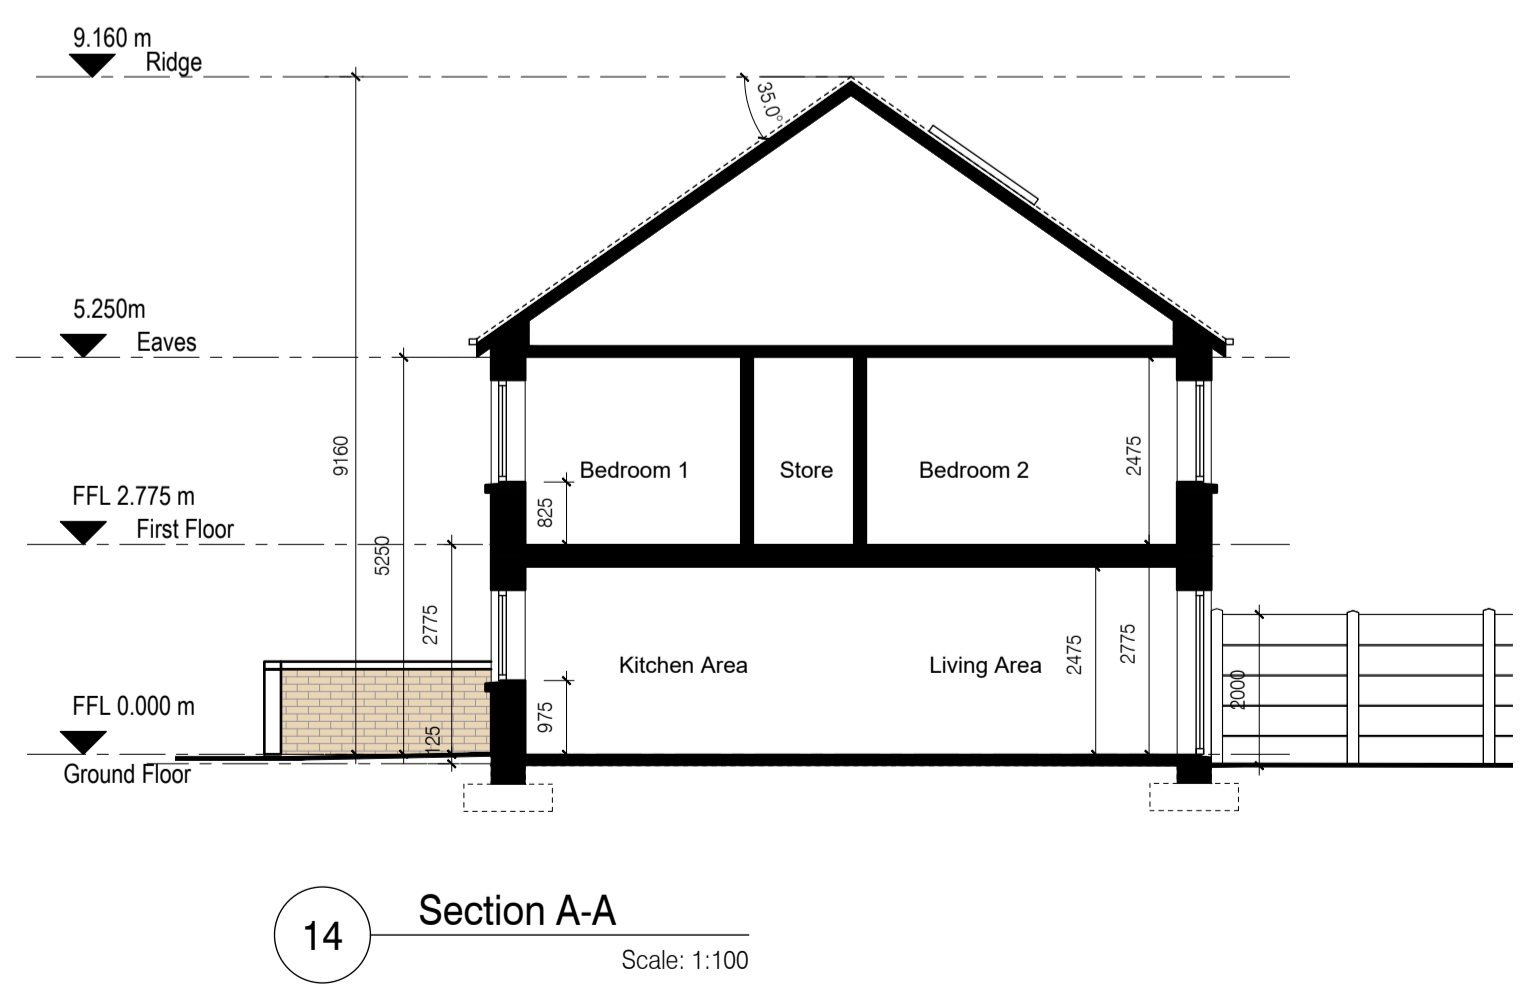 9.160 m
Ridge
35.0°
5.250m
Eaves
9160
Bedroom 1
Store
Bedroom 2
2475
FFL 2.775 m
First Floor
825
5250
2775
Kitchen Area
Living Area
2475
2775
2000
FFL 0.000 m
975
125
Ground Floor
14
Section A-A
Scale: 1:100